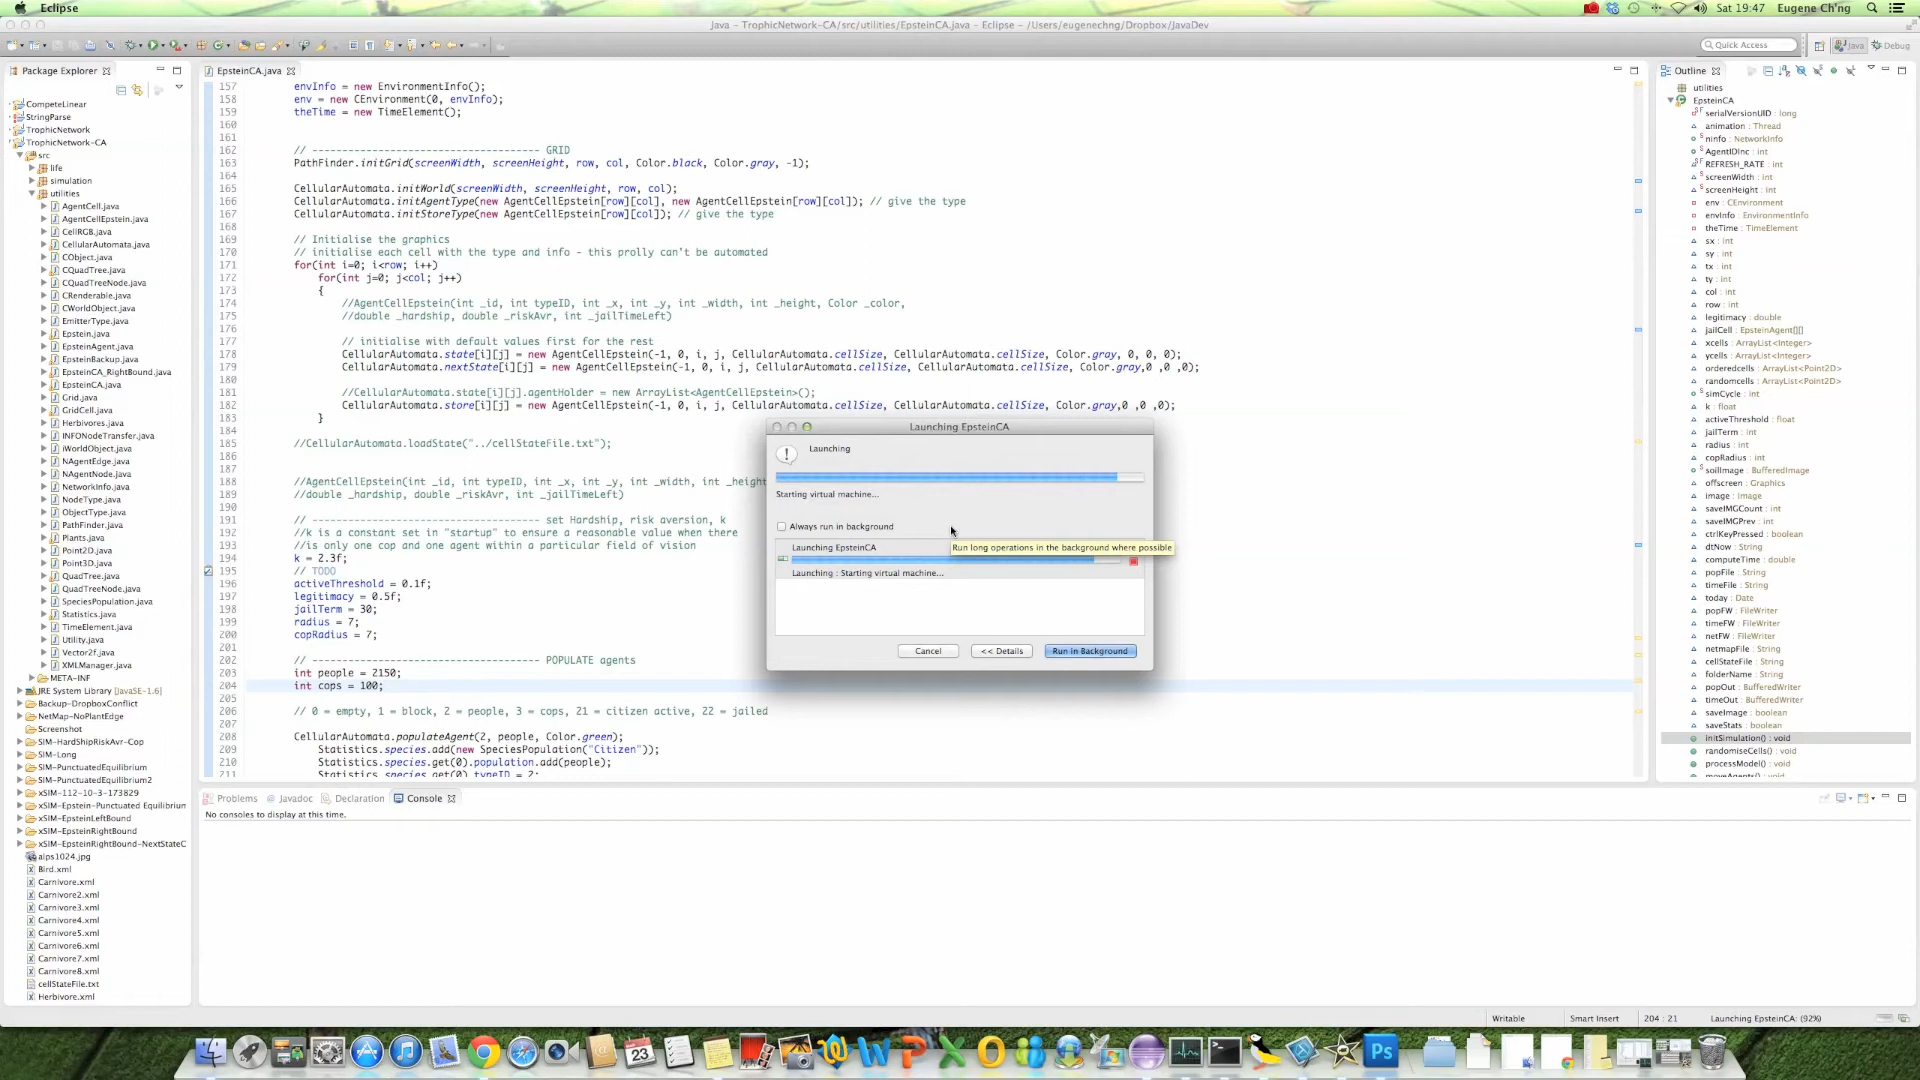 Eclipse
Sat 19:47
Eugene Ch'ng
Java – TrophicNetwork-CA/src/utilities/EpsteinCA.java – Eclipse – /Users/eugenechng/Dropbox/JavaDev
Quick Access
Java
Debug
Package Explorer
CompeteLinear
StringParse
TrophicNetwork
TrophicNetwork-CA
src
life
simulation
utilities
AgentCell.java
AgentCellEpstein.java
CellRGB.java
CellularAutomata.java
CObject.java
CQuadTree.java
CQuadTreeNode.java
CRenderable.java
CWorldObject.java
EmitterType.java
Epstein.java
EpsteinAgent.java
EpsteinBackup.java
EpsteinCA_RightBound.java
EpsteinCA.java
Grid.java
GridCell.java
Herbivores.java
INFONodeTransfer.java
iWorldObject.java
NAgentEdge.java
NAgentNode.java
NetworkInfo.java
NodeType.java
ObjectType.java
PathFinder.java
Plants.java
Point2D.java
Point3D.java
QuadTree.java
QuadTreeNode.java
SpeciesPopulation.java
Statistics.java
TimeElement.java
Utility.java
Vector2f.java
XMLManager.java
META-INF
JRE System Library [JavaSE-1.6]
Backup-DropboxConflict
NetMap-NoPlantEdge
Screenshot
SIM-HardShipRiskAvr-Cop
SIM-Long
SIM-PunctuatedEquilibrium
SIM-PunctuatedEquilibrium2
xSIM-112-10-3-173829
xSIM-Epstein-Punctuated Equilibrium
xSIM-EpsteinLeftBound
xSIM-EpsteinRightBound
xSIM-EpsteinRightBound-NextStateC
alps1024.jpg
Bird.xml
Carnivore.xml
Carnivore2.xml
Carnivore3.xml
Carnivore4.xml
Carnivore5.xml
Carnivore6.xml
Carnivore7.xml
Carnivore8.xml
cellStateFile.txt
Herbivore.xml
EpsteinCA.java
157 envInfo = new EnvironmentInfo();
158 env = new CEnvironment(0, envInfo);
159 theTime = new TimeElement();
160
161
162 // ------------------------------------ GRID
163 PathFinder.initGrid(screenWidth, screenHeight, row, col, Color.black, Color.gray, -1);
164
165 CellularAutomata.initWorld(screenWidth, screenHeight, row, col);
166 CellularAutomata.initAgentType(new AgentCellEpstein[row][col], new AgentCellEpstein[row][col]); // give the type
167 CellularAutomata.initStoreType(new AgentCellEpstein[row][col]); // give the type
168
169 // Initialise the graphics
170 // initialise each cell with the type and info - this prolly can't be automated
171 for(int i=0; i<row; i++)
172 for(int j=0; j<col; j++)
173 {
174 //AgentCellEpstein(int _id, int typeID, int _x, int _y, int _width, int _height, Color _color,
175 //double _hardship, double _riskAvr, int _jailTimeLeft)
176
177 // initialise with default values first for the rest
178 CellularAutomata.state[i][j] = new AgentCellEpstein(-1, 0, i, j, CellularAutomata.cellSize, CellularAutomata.cellSize, Color.gray, 0, 0, 0);
179 CellularAutomata.nextState[i][j] = new AgentCellEpstein(-1, 0, i, j, CellularAutomata.cellSize, CellularAutomata.cellSize, Color.gray,0 ,0 ,0);
180
181 //CellularAutomata.state[i][j].agentHolder = new ArrayList<AgentCellEpstein>();
182 CellularAutomata.store[i][j] = new AgentCellEpstein(-1, 0, i, j, CellularAutomata.cellSize, CellularAutomata.cellSize, Color.gray,0 ,0 ,0);
183 }
184
185 //CellularAutomata.loadState("../cellStateFile.txt");
186
187
188 //AgentCellEpstein(int _id, int typeID, int _x, int _y, int _width, int _height
189 //double _hardship, double _riskAvr, int _jailTimeLeft)
190
191 // ------------------------------------ set Hardship, risk aversion, k
192 //k is a constant set in "startup" to ensure a reasonable value when there
193 //is only one cop and one agent within a particular field of vision
194 k = 2.3f;
195 // TODO
196 activeThreshold = 0.1f;
197 legitimacy = 0.5f;
198 jailTerm = 30;
199 radius = 7;
200 copRadius = 7;
201
202 // ------------------------------------ POPULATE agents
203 int people = 2150;
204 int cops = 100;
205
206 // 0 = empty, 1 = block, 2 = people, 3 = cops, 21 = citizen active, 22 = jailed
207
208 CellularAutomata.populateAgent(2, people, Color.green);
209 Statistics.species.add(new SpeciesPopulation("Citizen"));
210 Statistics.species.get(0).population.add(people);
211 Statistics.species.get(0).typeID = 2;
Launching EpsteinCA
Launching
Starting virtual machine...
Always run in background
Launching EpsteinCA
Run long operations in the background where possible
Launching : Starting virtual machine...
Cancel
<< Details
Run in Background
Outline
utilities
EpsteinCA
serialVersionUID : long
animation : Thread
ninfo : NetworkInfo
AgentIDInc : int
REFRESH_RATE : int
screenWidth : int
screenHeight : int
env : CEnvironment
envInfo : EnvironmentInfo
theTime : TimeElement
sx : int
sy : int
tx : int
ty : int
col : int
row : int
legitimacy : double
jailCell : EpsteinAgent[][]
xcells : ArrayList<Integer>
ycells : ArrayList<Integer>
orderedcells : ArrayList<Point2D>
randomcells : ArrayList<Point2D>
simCycle : int
k : float
activeThreshold : float
jailTerm : int
radius : int
copRadius : int
soilImage : BufferedImage
offscreen : Graphics
image : Image
saveIMGCount : int
saveIMGPrev : int
ctrlKeyPressed : boolean
dtNow : String
computeTime : double
popFile : String
timeFile : String
today : Date
popFW : FileWriter
timeFW : FileWriter
netFW : FileWriter
netmapFile : String
cellStateFile : String
folderName : String
popOut : BufferedWriter
timeOut : BufferedWriter
saveImage : boolean
saveStats : boolean
initSimulation() : void
randomiseCells() : void
processModel() : void
moveAgents() : void
Problems
Javadoc
Declaration
Console
No consoles to display at this time.
Writable
Smart Insert
204 : 21
Launching EpsteinCA: (92%)
23
Ps